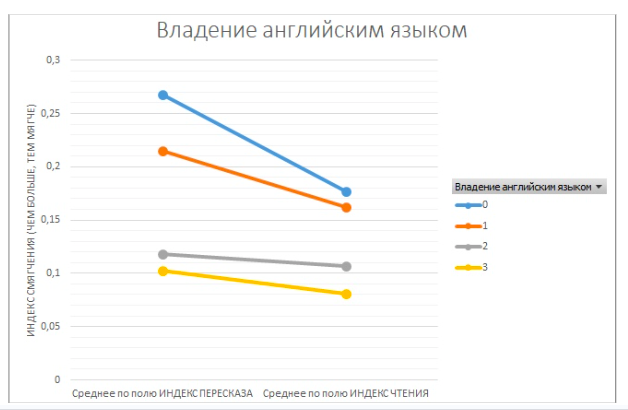 Владение английским языком
ИНДЕКС СМЯГЧЕНИЯ (ЧЕМ БОЛЬШЕ, ТЕМ МЯГЧЕ)
0,3
0,25
0,2
0,15
0,1
0,05
0
Среднее по полю ИНДЕКС ПЕРЕСКАЗА Среднее по полю ИНДЕКС ЧТЕНИЯ
Владение английским языком
0
1
2
3